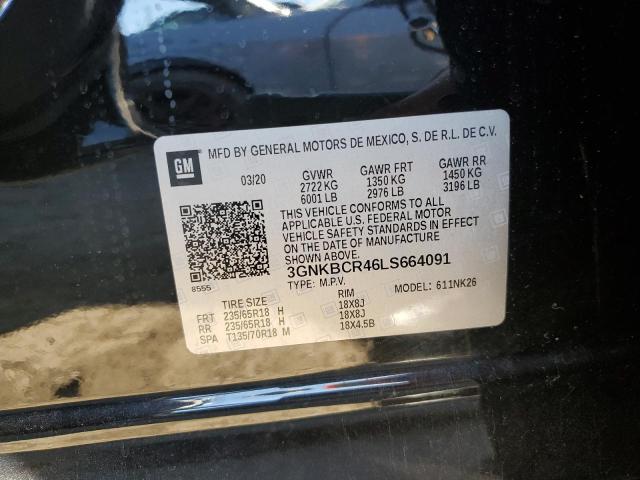 GM
MFD BY GENERAL MOTORS DE MEXICO, S. DE R.L. DE C.V.
03/20 GVWR GAWR FRT GAWR RR
2722 KG 1350 KG 1450 KG
6001 LB 2976 LB 3196 LB
THIS VEHICLE CONFORMS TO ALL
APPLICABLE U.S. FEDERAL MOTOR
VEHICLE SAFETY STANDARDS IN EFFECT
ON THE DATE OF MANUFACTURE
SHOWN ABOVE.
3GNKBCR46LS664091
8555 TYPE: M.P.V. MODEL: 611NK26
TIRE SIZE RIM
FRT 235/65R18 H 18X8J
RR 235/65R18 H 18X8J
SPA T135/70R18 M 18X4.5B